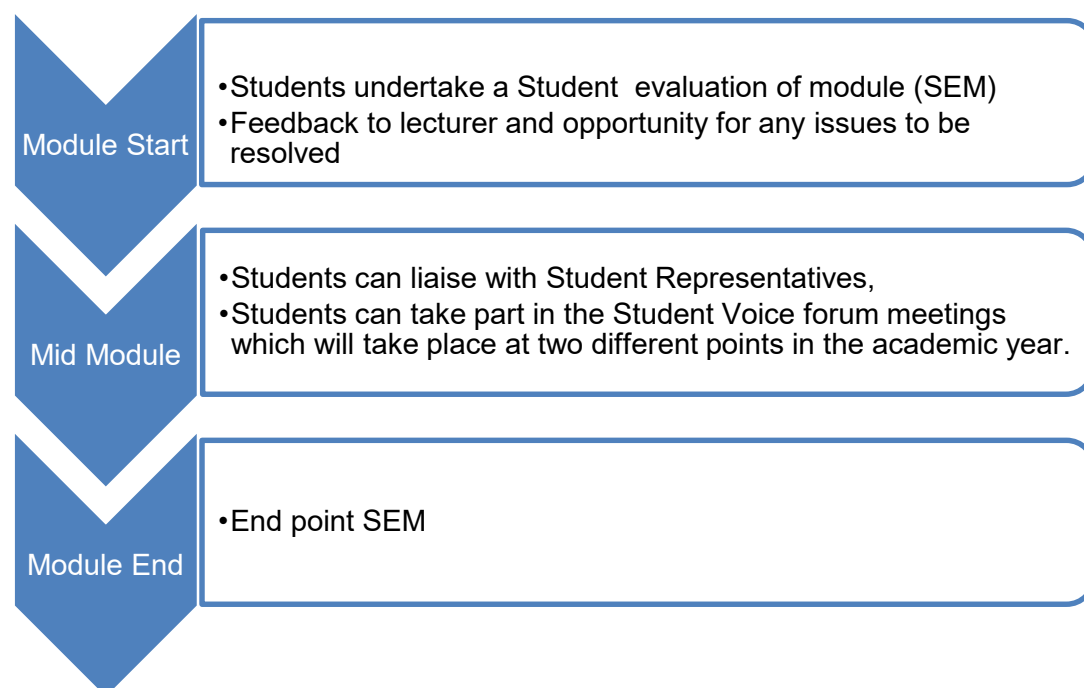 Module Start
•Students undertake a Student  evaluation of module (SEM)
•Feedback to lecturer and opportunity for any issues to be
resolved
Mid Module
•Students can liaise with Student Representatives,
•Students can take part in the Student Voice forum meetings
which will take place at two different points in the academic year.
Module End
•End point SEM